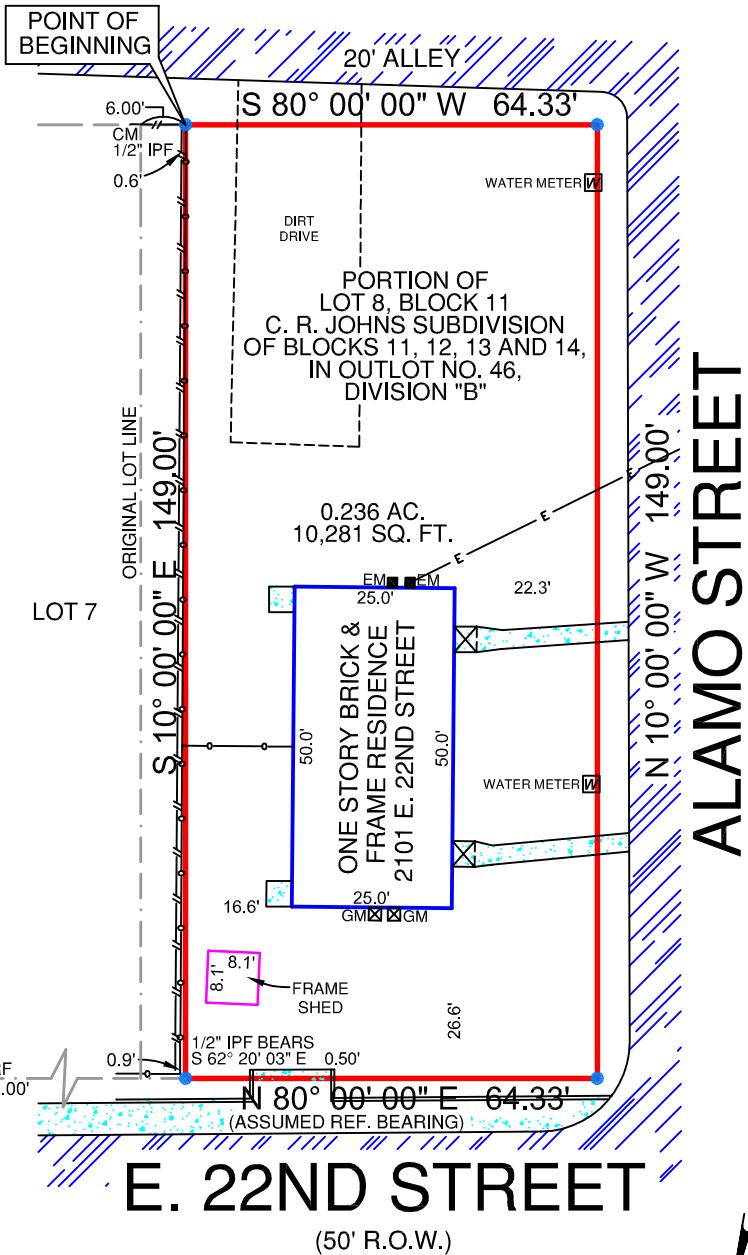 POINT OF
BEGINNING
20' ALLEY
S 80° 00' 00" W 64.33'
6.00'
CM
1/2" IPF
0.6'
WATER METER W
DIRT
DRIVE
PORTION OF
LOT 8, BLOCK 11
C. R. JOHNS SUBDIVISION
OF BLOCKS 11, 12, 13 AND 14,
IN OUTLOT NO. 46,
DIVISION "B"
ORIGINAL LOT LINE
S 10° 00' 00" E 149.00'
N 10° 00' 00" W 149.00'
ALAMO STREET
0.236 AC.
10,281 SQ. FT.
E
E
E
EM EM
25.0'
22.3'
LOT 7
ONE STORY BRICK &
FRAME RESIDENCE
2101 E. 22ND STREET
50.0'
50.0'
WATER METER W
16.6'
25.0'
GM GM
8.1'
8.1'
FRAME
SHED
26.6'
1/2" IPF BEARS
S 62° 20' 03" E 0.50'
0.9'
.00'
N 80° 00' 00" E 64.33'
(ASSUMED REF. BEARING)
E. 22ND STREET
(50' R.O.W.)